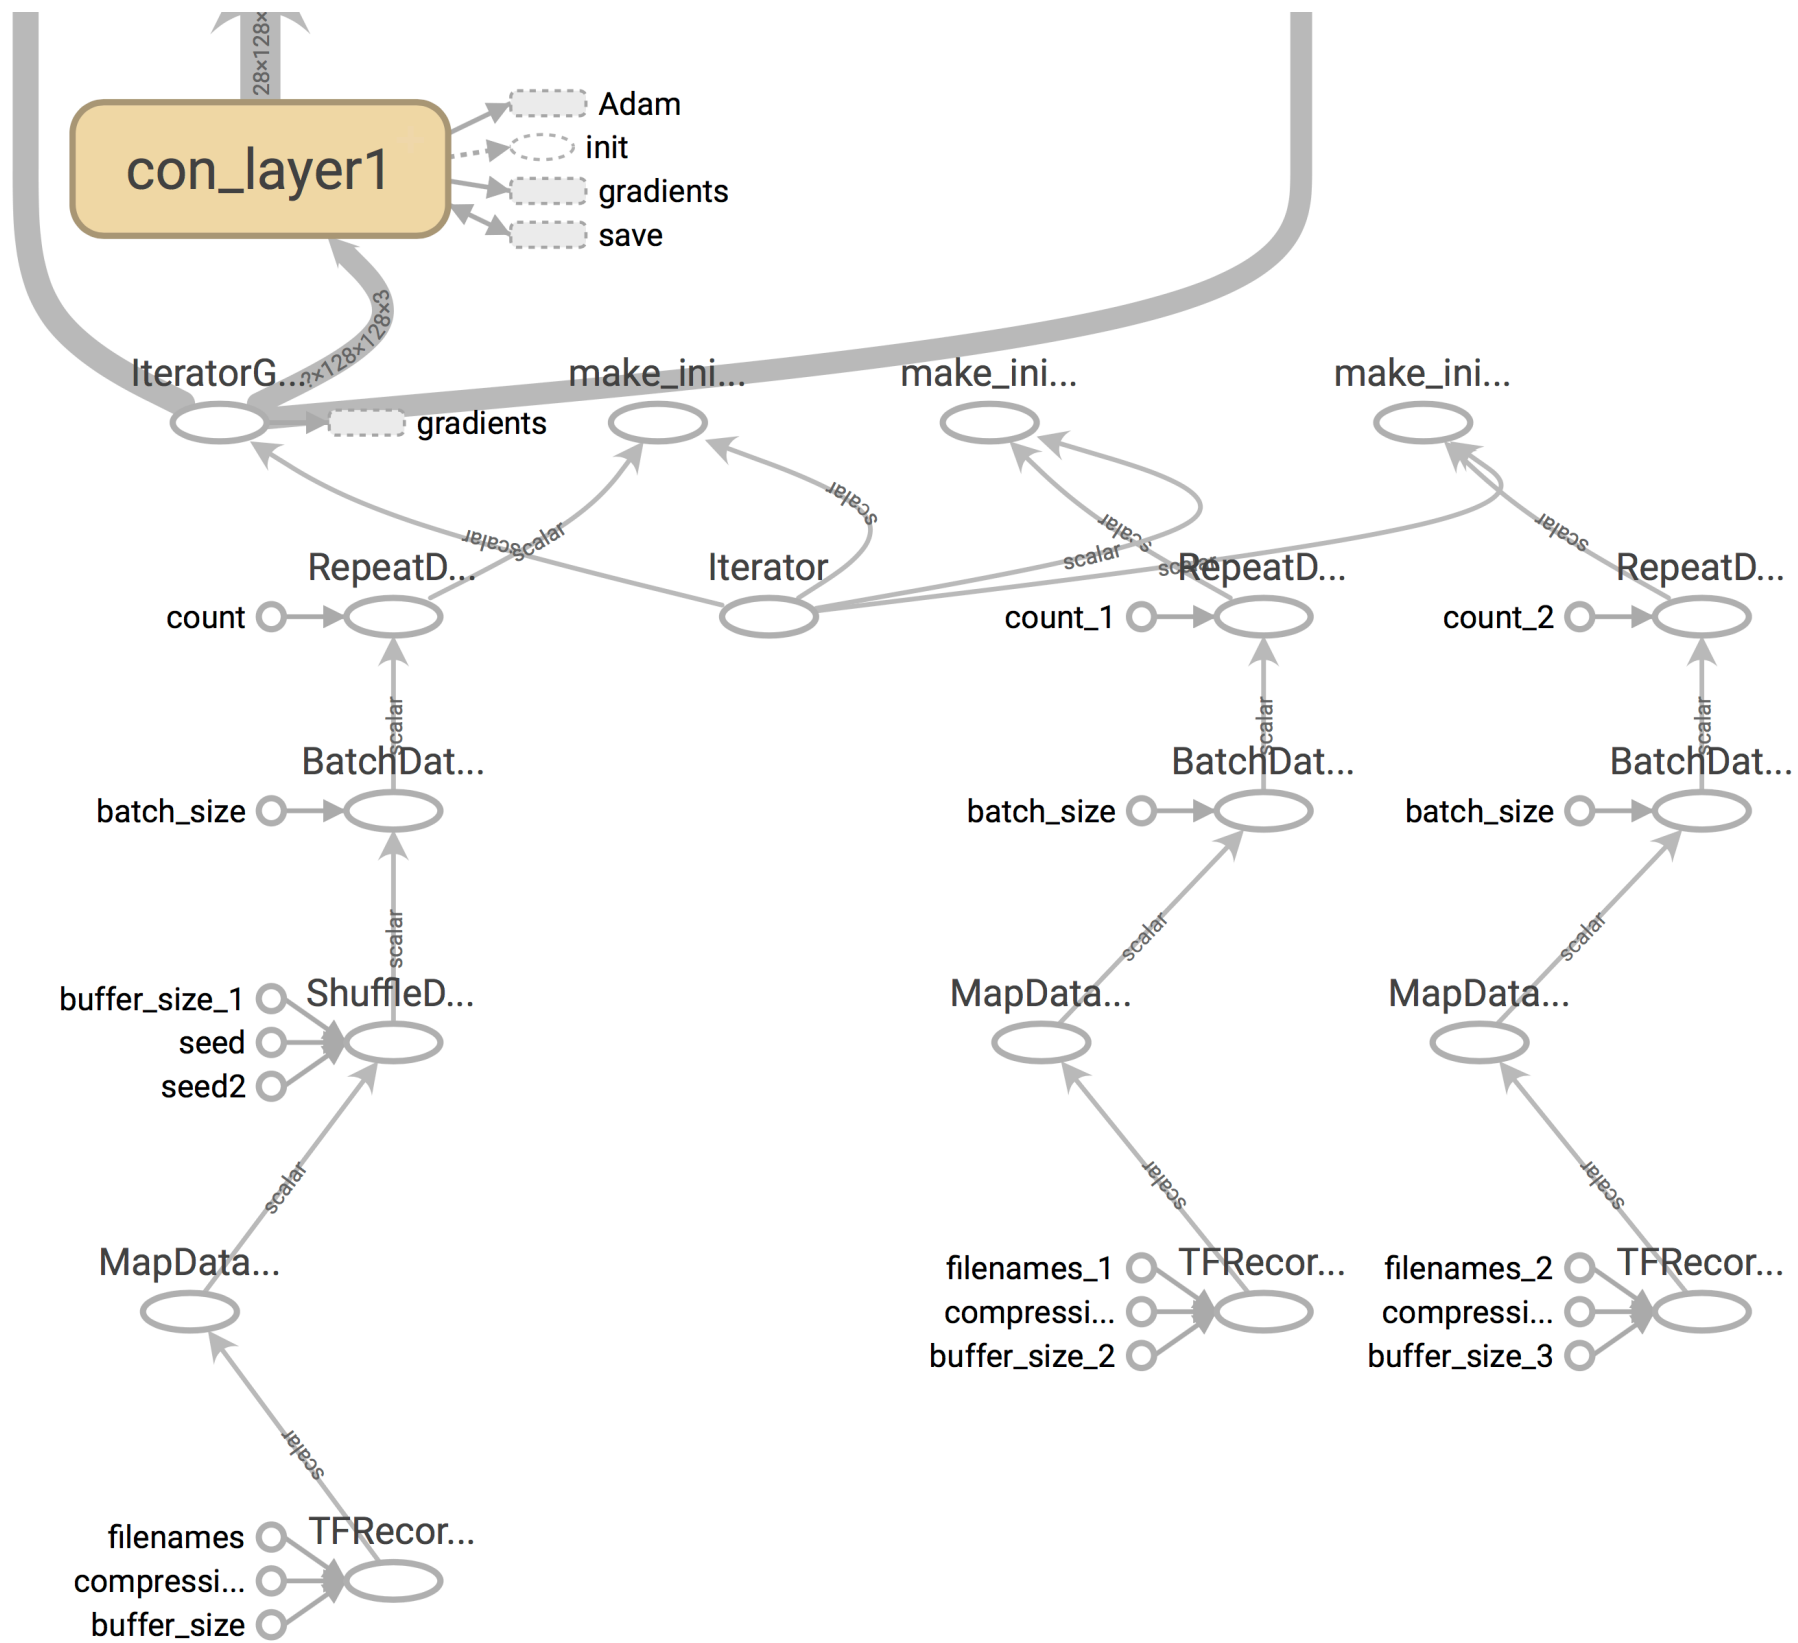 28×128×
con_layer1
Adam
init
gradients
save
?×128×128×3
IteratorG...
make_ini...
make_ini...
make_ini...
gradients
scalar
scalar
scalar
scalar
scalar
scalar
scalar
RepeatD...
Iterator
RepeatD...
RepeatD...
count
count_1
count_2
scalar
scalar
scalar
BatchDat...
BatchDat...
BatchDat...
batch_size
batch_size
batch_size
scalar
scalar
scalar
buffer_size_1
ShuffleD...
MapData...
MapData...
seed
seed2
scalar
scalar
scalar
MapData...
filenames_1
TFRecor...
filenames_2
TFRecor...
compressi...
compressi...
buffer_size_2
buffer_size_3
scalar
filenames
TFRecor...
compressi...
buffer_size